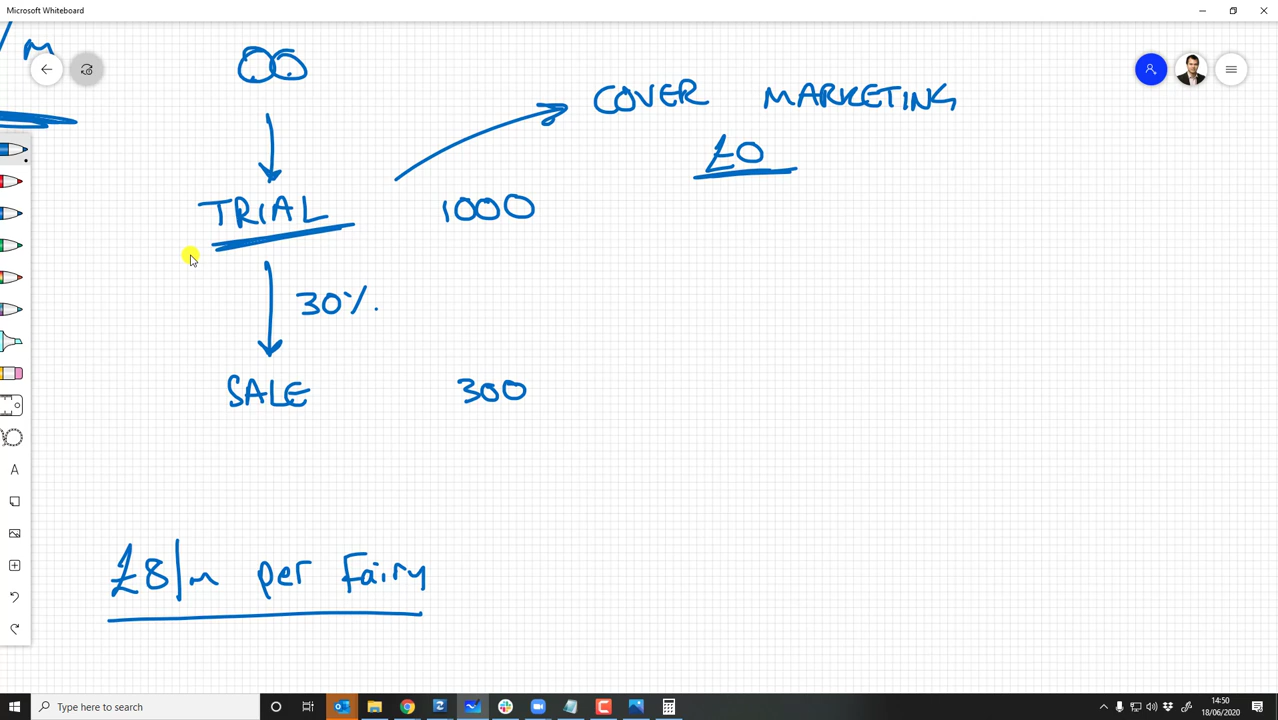 Microsoft Whiteboard
/m
COVER MARKETING
£0
TRIAL 1000
30%.
SALE 300
£8/m per Fairy
A
Type here to search
14:50
18/06/2020